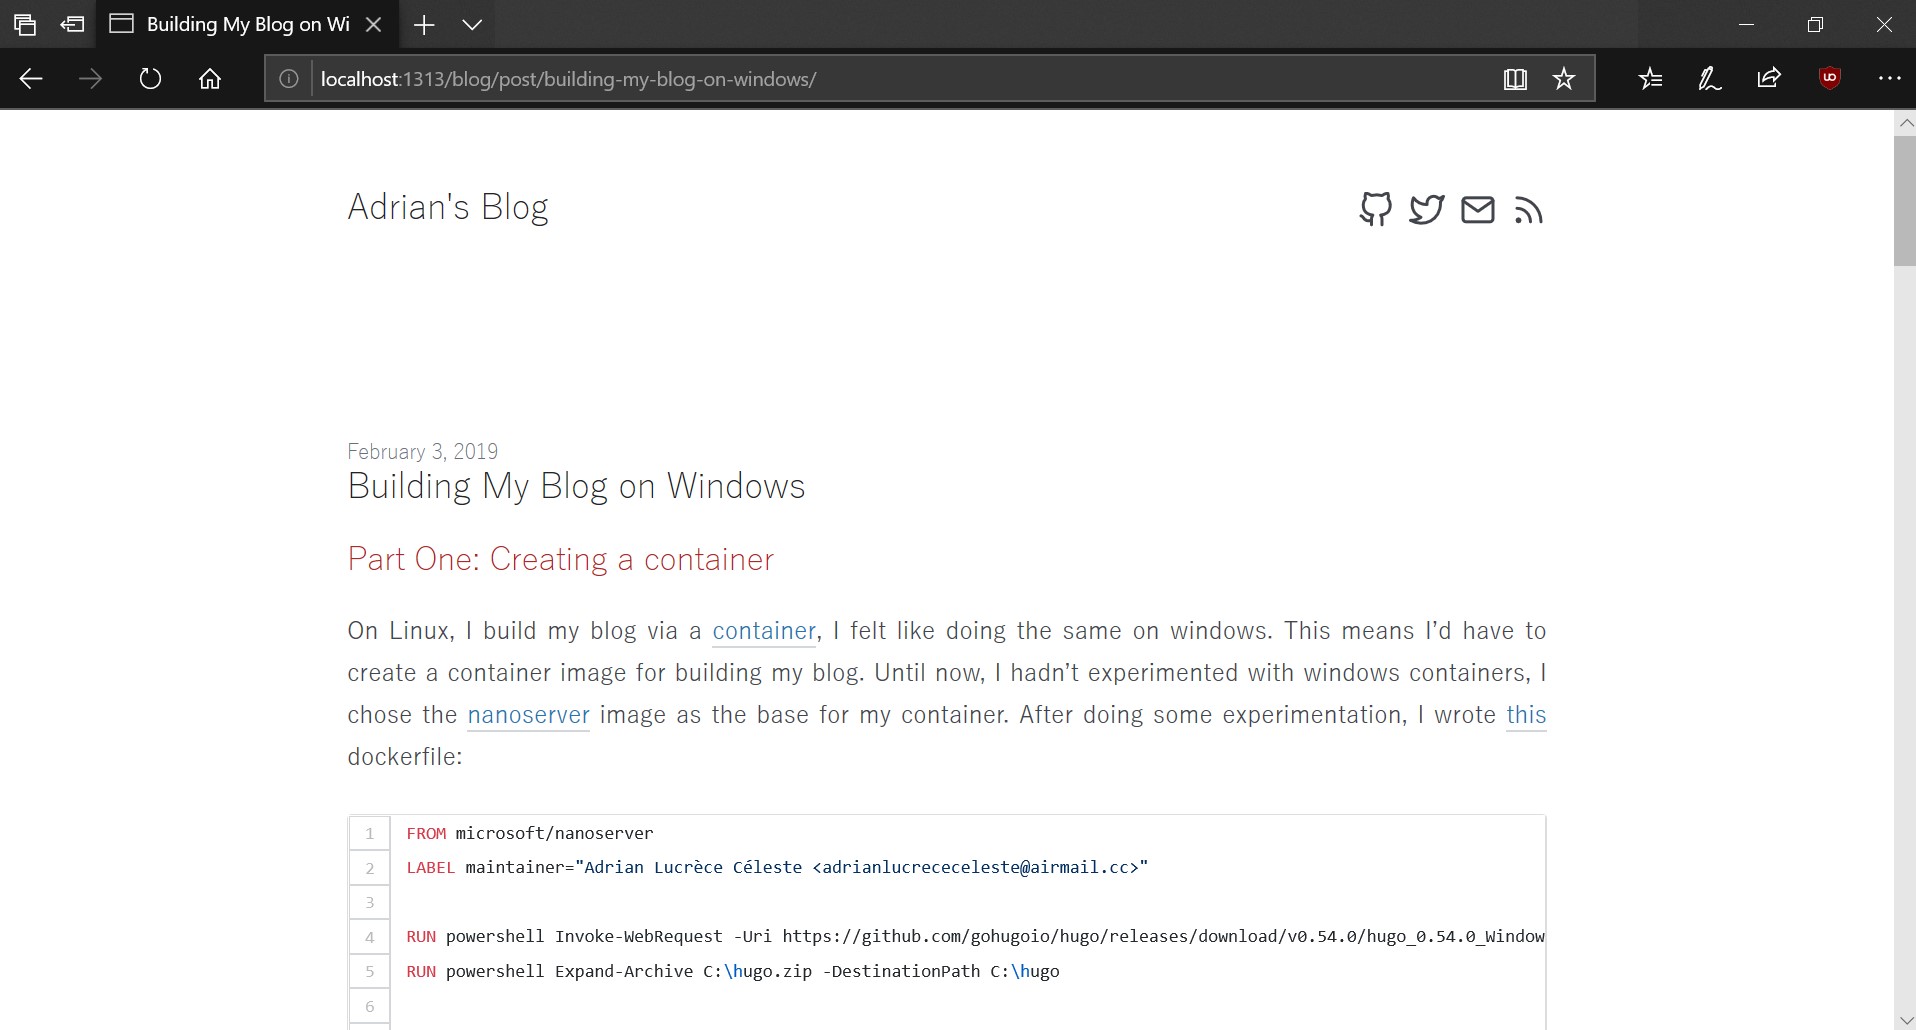 Building My Blog on Wi
localhost:1313/blog/post/building-my-blog-on-windows/
Adrian's Blog
February 3, 2019
Building My Blog on Windows
Part One: Creating a container
On Linux, I build my blog via a container, I felt like doing the same on windows. This means I’d have to
create a container image for building my blog. Until now, I hadn’t experimented with windows containers, I
chose the nanoserver image as the base for my container. After doing some experimentation, I wrote this
dockerfile:
1 FROM microsoft/nanoserver
2 LABEL maintainer="Adrian Lucrèce Céleste <adrianlucrececeleste@airmail.cc>"
3
4 RUN powershell Invoke-WebRequest -Uri https://github.com/gohugoio/hugo/releases/download/v0.54.0/hugo_0.54.0_Window
5 RUN powershell Expand-Archive C:\hugo.zip -DestinationPath C:\hugo
6